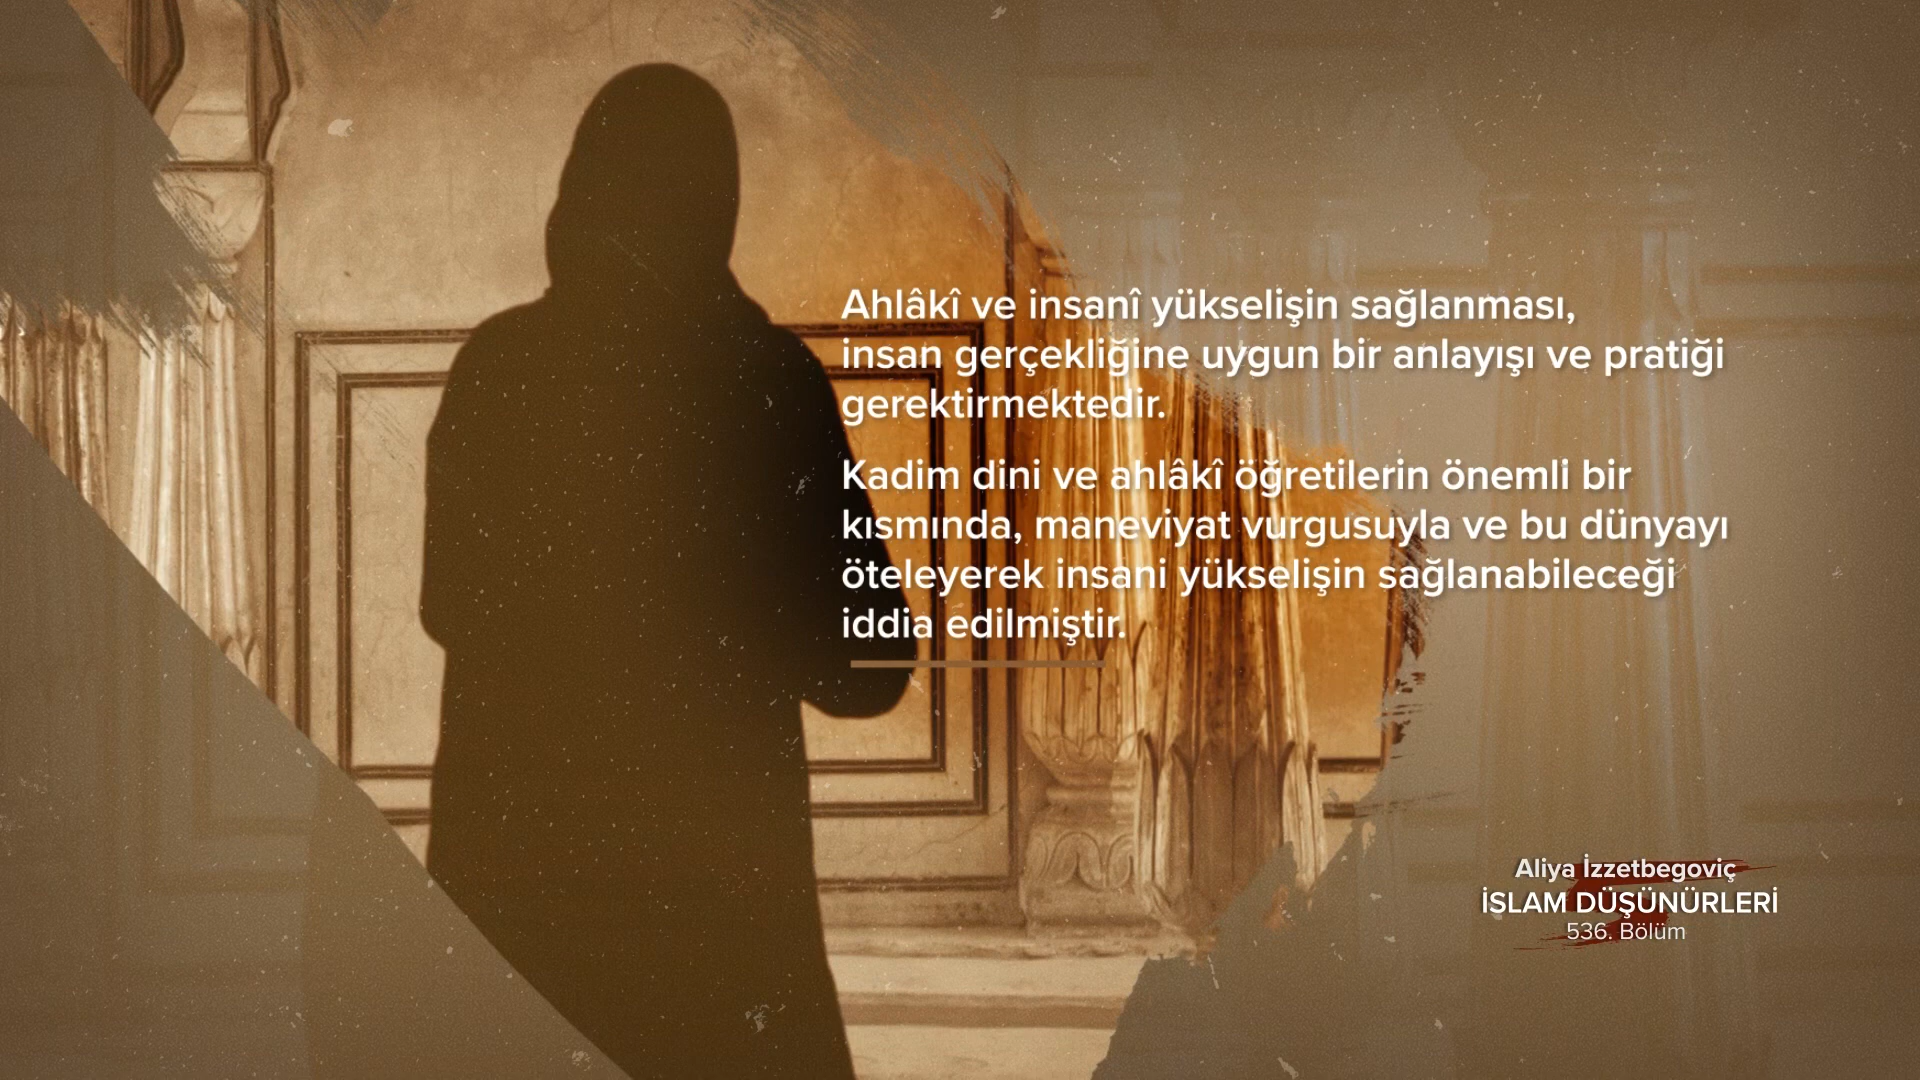 Ahlâkî ve insanî yükselişin sağlanması,
insan gerçekliğine uygun bir anlayışı ve pratiği
gerektirmektedir.
Kadim dini ve ahlâkî öğretilerin önemli bir
kısmında, maneviyat vurgusuyla ve bu dünyayı
öteleyerek insani yükselişin sağlanabileceği
iddia edilmiştir.
Aliya İzzetbegoviç
İSLAM DÜŞÜNÜRLERİ
536. Bölüm